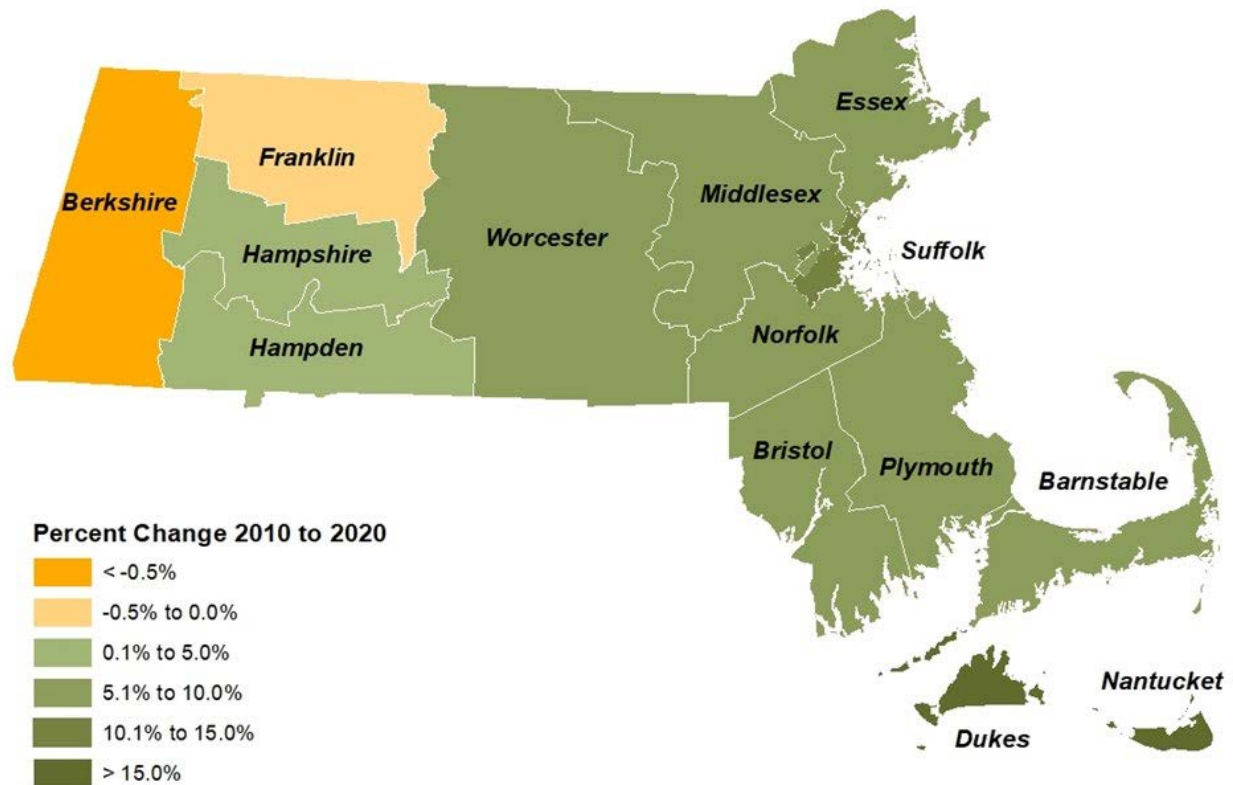 Essex
Franklin
Berkshire
Middlesex
Worcester
Hampshire
Suffolk
Norfolk
Hampden
Bristol
Plymouth
Barnstable
Nantucket
Dukes
Percent Change 2010 to 2020
< -0.5%
-0.5% to 0.0%
0.1% to 5.0%
5.1% to 10.0%
10.1% to 15.0%
> 15.0%